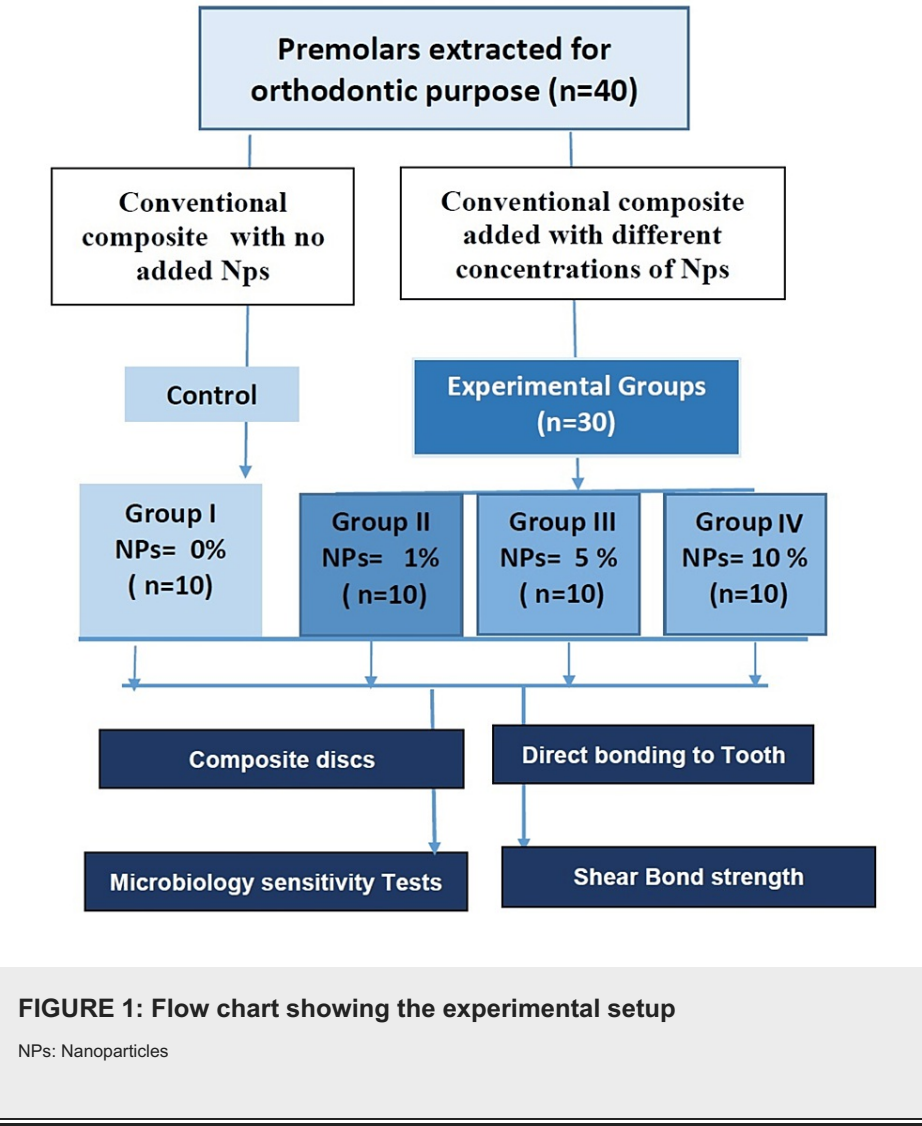 Premolars extracted for
orthodontic purpose (n=40)
Conventional
composite with no
added Nps
Conventional composite
added with different
concentrations of Nps
Control
Experimental Groups
(n=30)
Group I
NPs= 0%
( n=10)
Group II
NPs= 1%
( n=10)
Group III
NPs= 5 %
( n=10)
Group IV
NPs= 10 %
(n=10)
Composite discs
Direct bonding to Tooth
Microbiology sensitivity Tests
Shear Bond strength
FIGURE 1: Flow chart showing the experimental setup
NPs: Nanoparticles